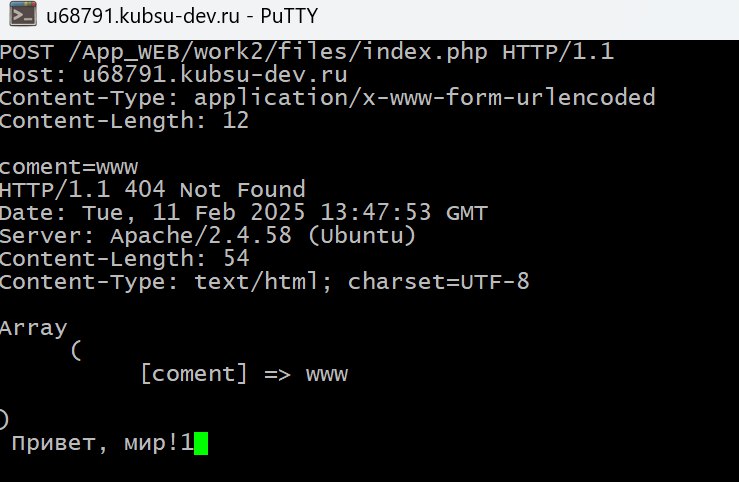 u68791.kubsu-dev.ru - PuTTY
POST /App_WEB/work2/files/index.php HTTP/1.1
Host: u68791.kubsu-dev.ru
Content-Type: application/x-www-form-urlencoded
Content-Length: 12

coment=www
HTTP/1.1 404 Not Found
Date: Tue, 11 Feb 2025 13:47:53 GMT
Server: Apache/2.4.58 (Ubuntu)
Content-Length: 54
Content-Type: text/html; charset=UTF-8

Array
(
[coment] => www

)
Привет, мир!1